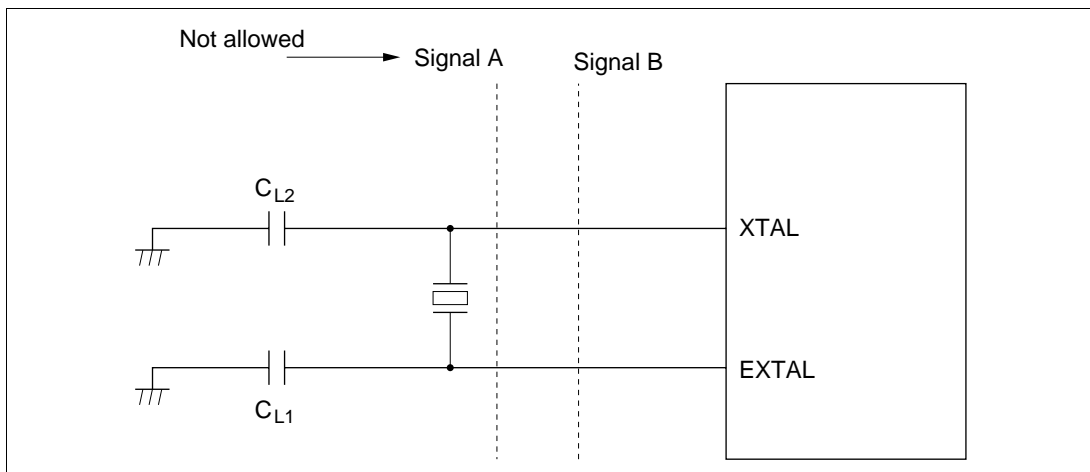 Not allowed
Signal A
Signal B
CL2
XTAL
EXTAL
CL1